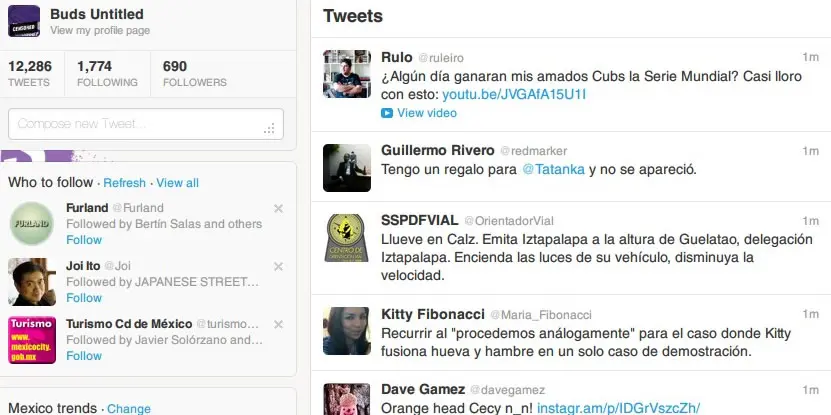 Buds Untitled
View my profile page
12,286
TWEETS
1,774
FOLLOWING
690
FOLLOWERS
Compose new Tweet...
Who to follow · Refresh · View all
FURLAND
Furland @Furland
Followed by Bertín Salas and others
Follow
Joi Ito @Joi
Followed by JAPANESE STREET...
Follow
Turismo
www.
mexicocity.
gob.mx
Turismo Cd de México @turismo...
Followed by Javier Solórzano and...
Follow
Mexico trends · Change
Tweets
Rulo @ruleiro 1m
¿Algún día ganaran mis amados Cubs la Serie Mundial? Casi lloro
con esto: youtu.be/JVGAfA15U1I
View video
Guillermo Rivero @redmarker 1m
Tengo un regalo para @Tatanka y no se apareció.
SSPDFVIAL @OrientadorVial 1m
Llueve en Calz. Emita Iztapalapa a la altura de Guelatao, delegación
Iztapalapa. Encienda las luces de su vehículo, disminuya la
velocidad.
Kitty Fibonacci @Maria_Fibonacci 1m
Recurrir al "procedemos análogamente" para el caso donde Kitty
fusiona hueva y hambre en un solo caso de demostración.
Dave Gamez @davegamez 1m
Orange head Cecy n_n! instagr.am/p/IDGrVszcZh/